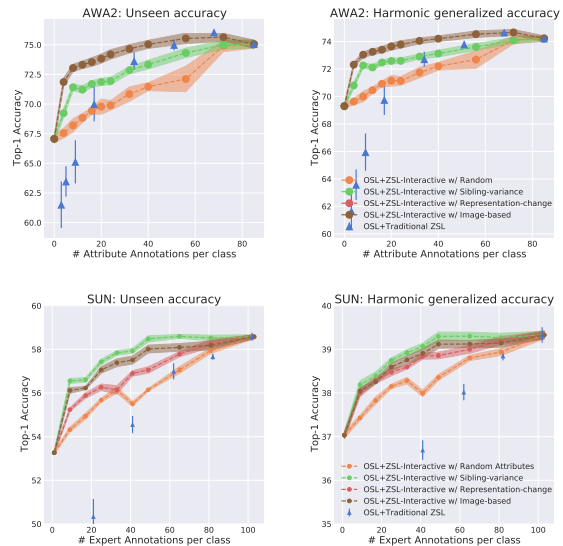 AWA2: Unseen accuracy
Top-1 Accuracy
75.0
72.5
70.0
67.5
65.0
62.5
60.0
0 20 40 60 80
# Attribute Annotations per class
AWA2: Harmonic generalized accuracy
Top-1 Accuracy
74
72
70
68
66
64
62
60
OSL+ZSL-Interactive w/ Random
OSL+ZSL-Interactive w/ Sibling-variance
OSL+ZSL-Interactive w/ Representation-change
OSL+ZSL-Interactive w/ Image-based
OSL+Traditional ZSL
0 20 40 60 80
# Attribute Annotations per class
SUN: Unseen accuracy
Top-1 Accuracy
60
58
56
54
52
50
0 20 40 60 80 100
# Expert Annotations per class
SUN: Harmonic generalized accuracy
Top-1 Accuracy
40
39
38
37
36
35
OSL+ZSL-Interactive w/ Random Attributes
OSL+ZSL-Interactive w/ Sibling-variance
OSL+ZSL-Interactive w/ Representation-change
OSL+ZSL-Interactive w/ Image-based
OSL+Traditional ZSL
0 20 40 60 80 100
# Expert Annotations per class